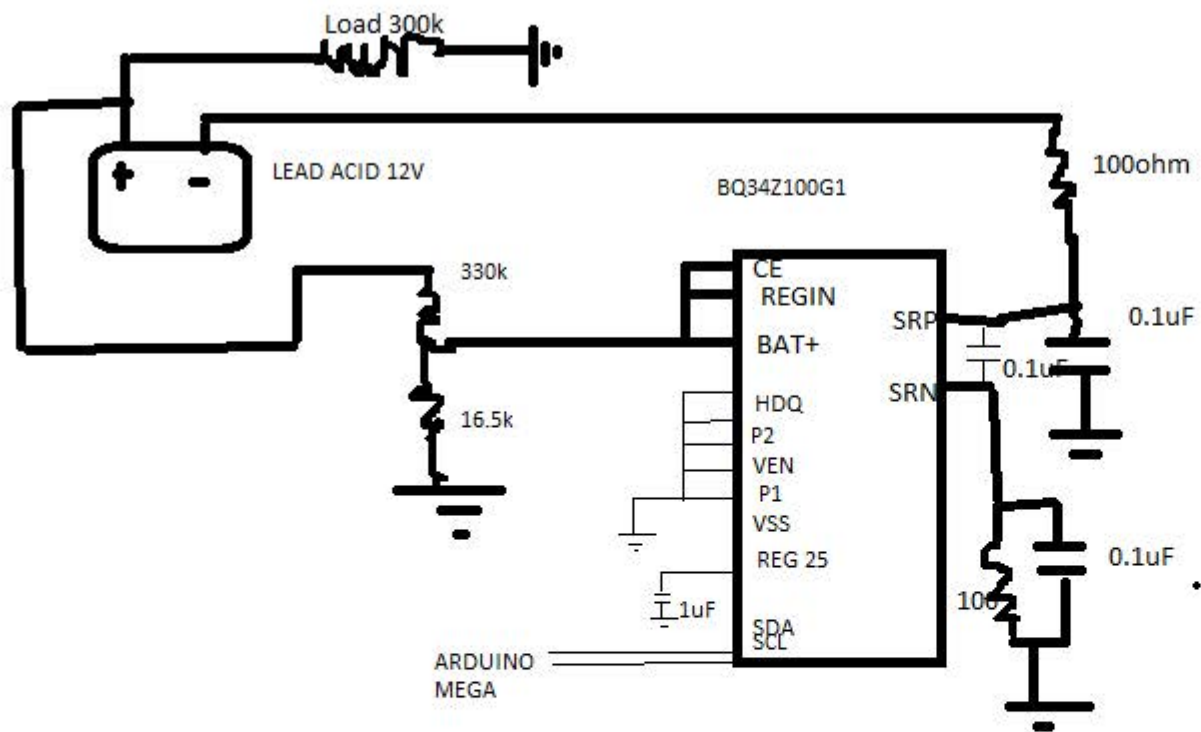 Load 300k
+
-
LEAD ACID 12V
BQ34Z100G1
100ohm
330k
16.5k
CE
REGIN
BAT+
HDQ
P2
VEN
P1
VSS
REG 25
1uF
SDA
SCL
ARDUINO
MEGA
SRP
SRN
0.1uF
0.1uF
0.1uF
100